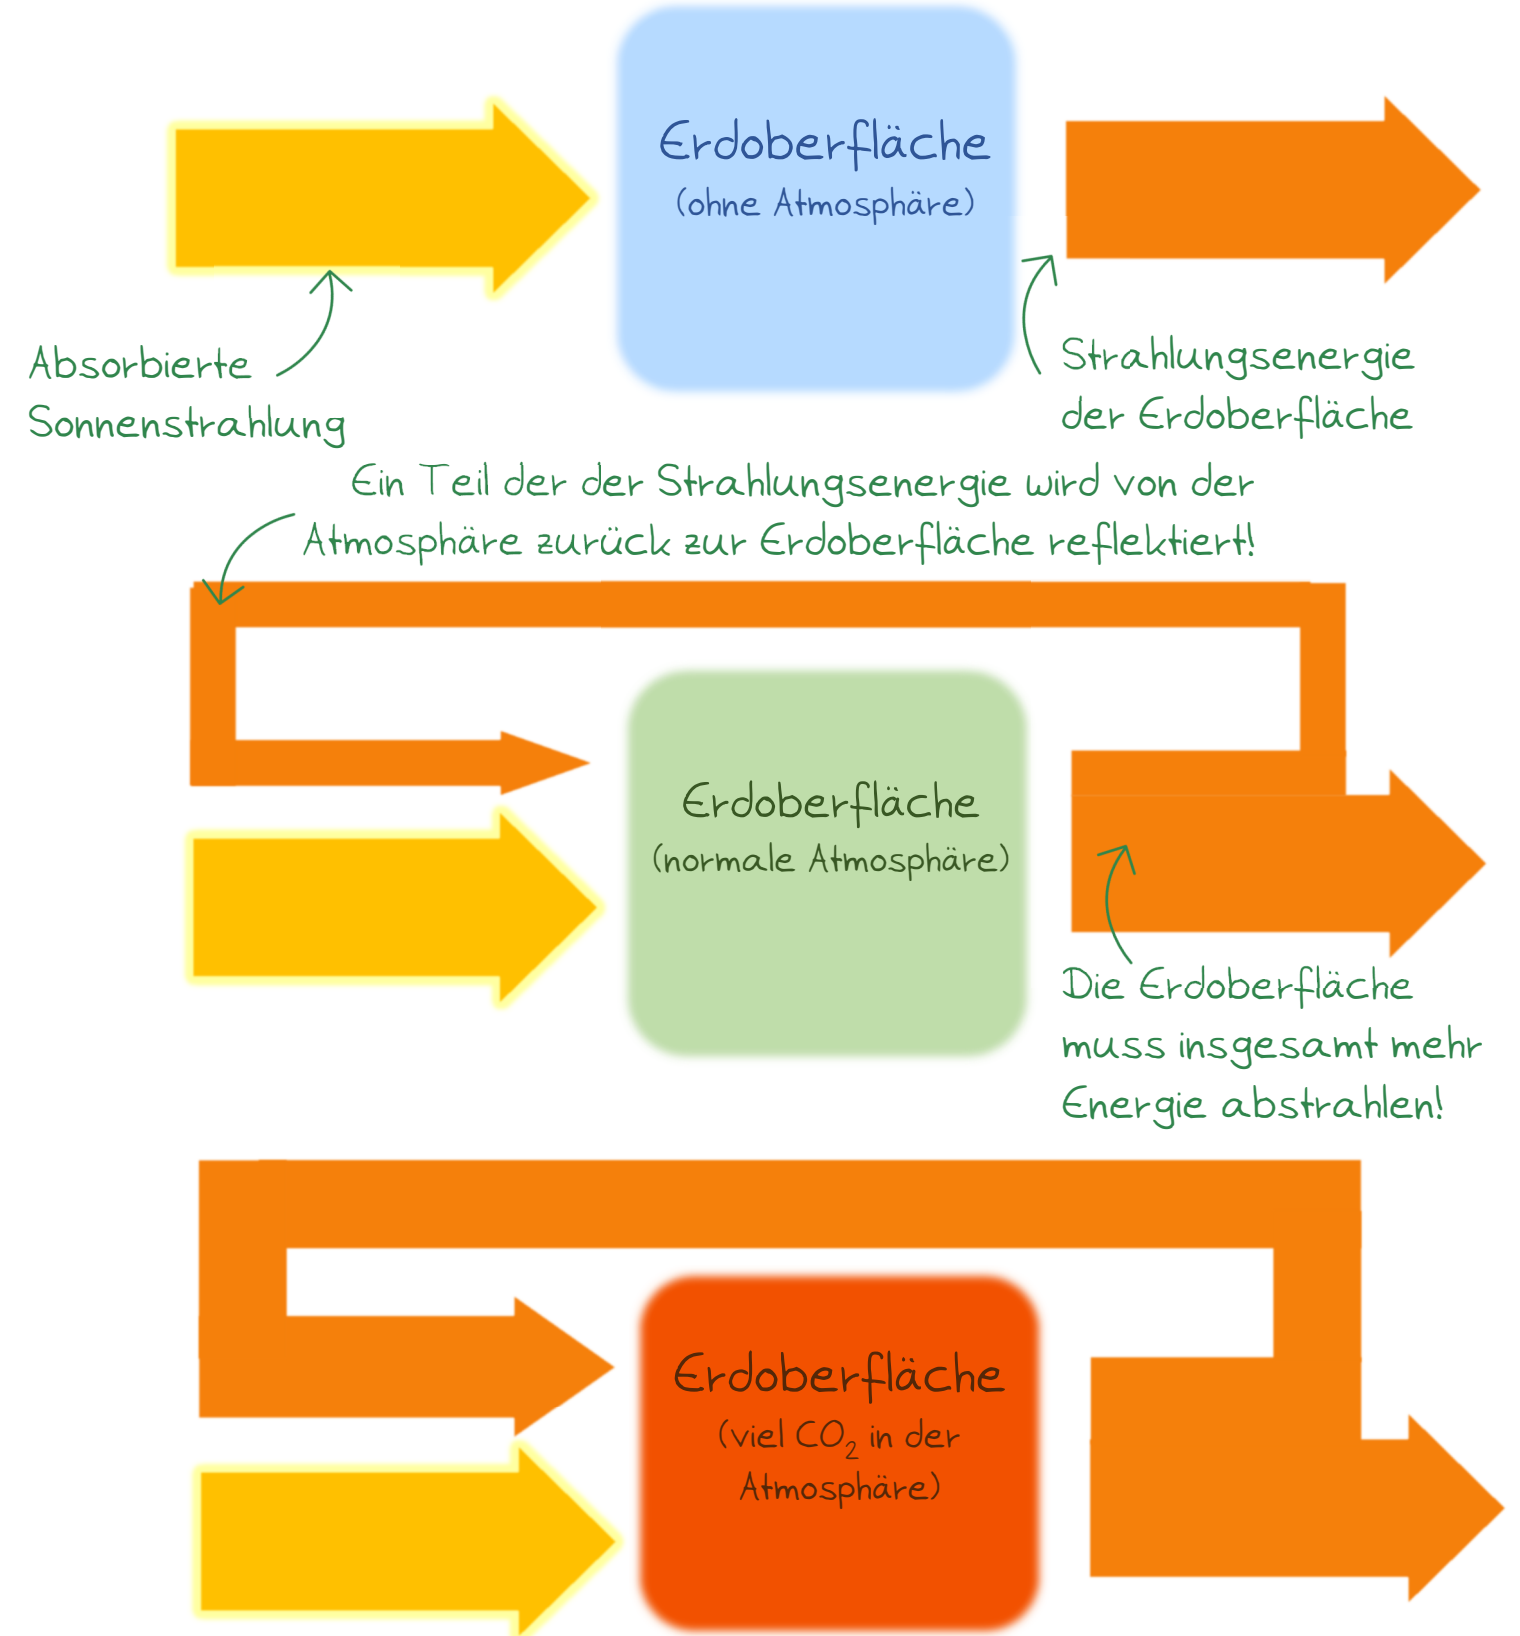 Erdoberfläche
(ohne Atmosphäre)
Absorbierte
Sonnenstrahlung
Strahlungsenergie
der Erdoberfläche
Ein Teil der der Strahlungsenergie wird von der
Atmosphäre zurück zur Erdoberfläche reflektiert!
Erdoberfläche
(normale Atmosphäre)
Die Erdoberfläche
muss insgesamt mehr
Energie abstrahlen!
Erdoberfläche
(viel CO₂ in der
Atmosphäre)